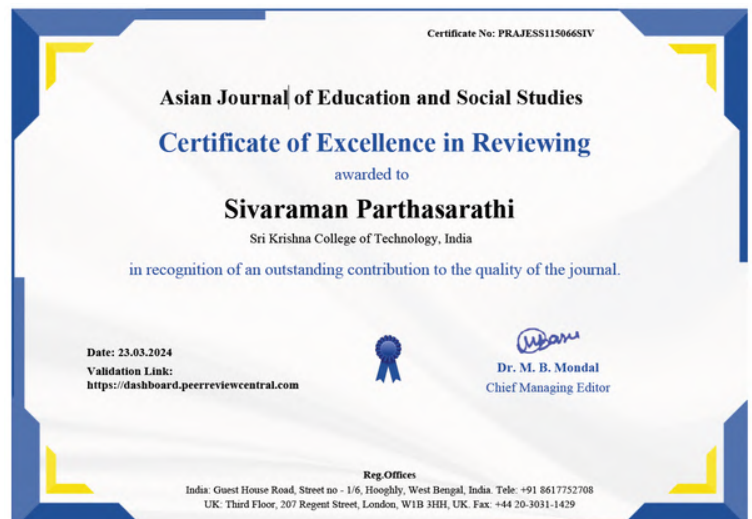 Certificate No: PRAJESS115066SIV
Asian Journal of Education and Social Studies
Certificate of Excellence in Reviewing
awarded to
Sivaraman Parthasarathi
Sri Krishna College of Technology, India
in recognition of an outstanding contribution to the quality of the journal.
Date: 23.03.2024
Validation Link:
https://dashboard.peerreviewcentral.com
Dr. M. B. Mondal
Chief Managing Editor
Reg.Offices
India: Guest House Road, Street no - 1/6, Hooghly, West Bengal, India. Tele: +91 8617752708
UK: Third Floor, 207 Regent Street, London, W1B 3HH, UK. Fax: +44 20-3031-1429